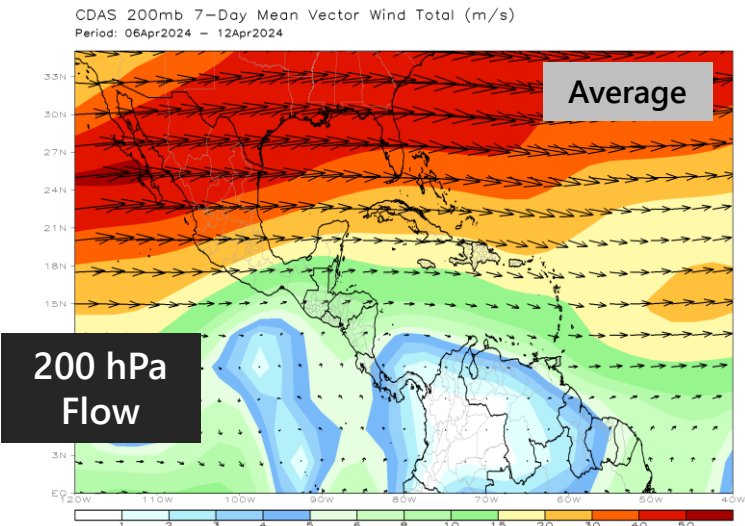 CDAS 200mb 7-Day Mean Vector Wind Total (m/s)
Period: 06Apr2024 - 12Apr2024
Average
33N
30N
27N
24N
21N
18N
15N
200 hPa
Flow
3N
EQ
120W 110W 100W 90W 80W 70W 60W 50W 40W
1 2 3 4 5 6 8 10 15 20 30 40 50